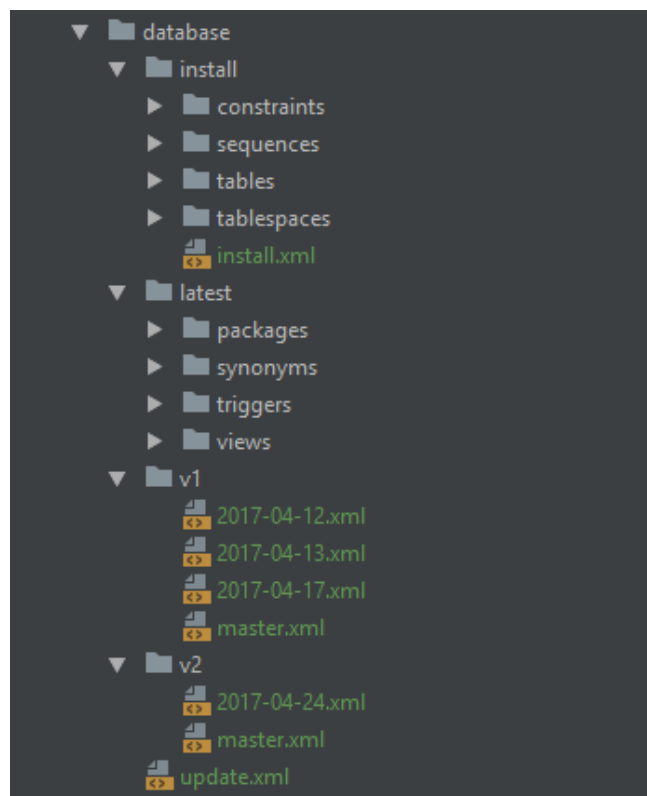 database
install
constraints
sequences
tables
tablespaces
install.xml
latest
packages
synonyms
triggers
views
v1
2017-04-12.xml
2017-04-13.xml
2017-04-17.xml
master.xml
v2
2017-04-24.xml
master.xml
update.xml